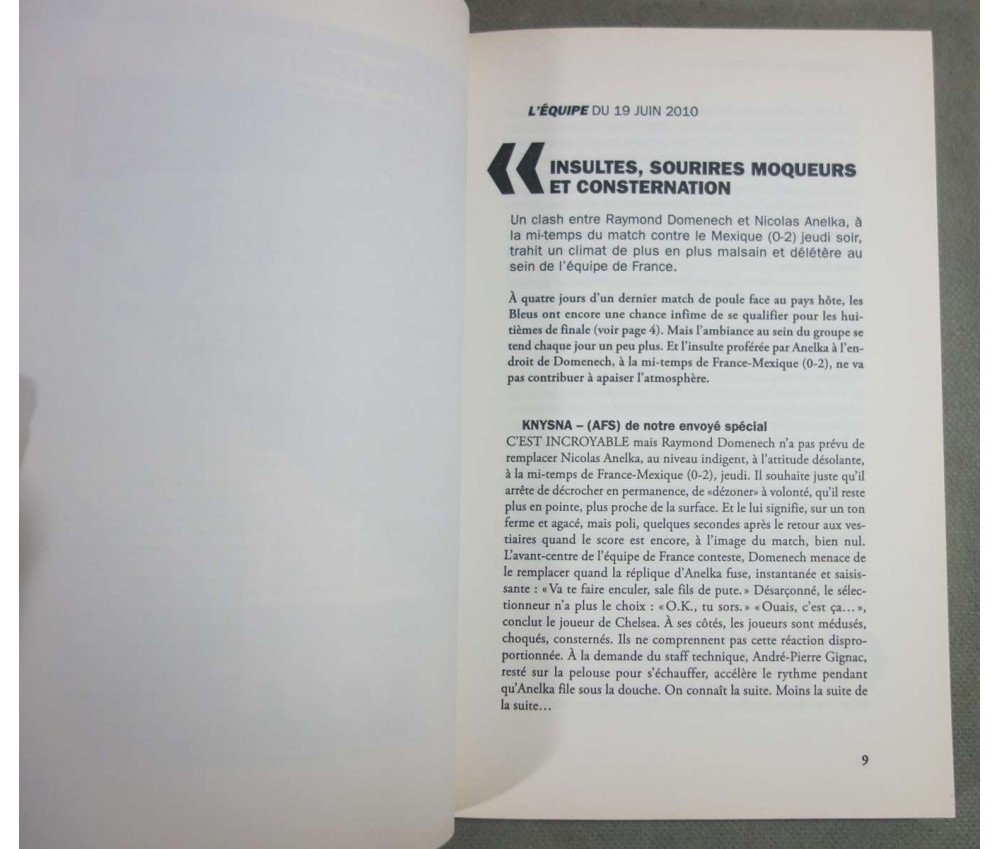 L'ÉQUIPE DU 19 JUIN 2010
« INSULTES, SOURIRES MOQUEURS
ET CONSTERNATION
Un clash entre Raymond Domenech et Nicolas Anelka, à
la mi-temps du match contre le Mexique (0-2) jeudi soir,
trahit un climat de plus en plus malsain et délétère au
sein de l'équipe de France.
À quatre jours d'un dernier match de poule face au pays hôte, les
Bleus ont encore une chance infime de se qualifier pour les hui-
tièmes de finale (voir page 4). Mais l'ambiance au sein du groupe se
tend chaque jour un peu plus. Et l'insulte proférée par Anelka à l'en-
droit de Domenech, à la mi-temps de France-Mexique (0-2), ne va
pas contribuer à apaiser l'atmosphère.
KNYSNA – (AFS) de notre envoyé spécial
C'EST INCROYABLE mais Raymond Domenech n'a pas prévu de
remplacer Nicolas Anelka, au niveau indigent, à l'attitude désolante,
à la mi-temps de France-Mexique (0-2), jeudi. Il souhaite juste qu'il
arrête de décrocher en permanence, de «dézoner» à volonté, qu'il reste
plus en pointe, plus proche de la surface. Et le lui signifie, sur un ton
ferme et agacé, mais poli, quelques secondes après le retour aux ves-
tiaires quand le score est encore, à l'image du match, bien nul.
L'avant-centre de l'équipe de France conteste, Domenech menace de
le remplacer quand la réplique d'Anelka fuse, instantanée et saisis-
sante : «Va te faire enculer, sale fils de pute.» Désarçonné, le sélec-
tionneur n'a plus le choix : «O.K., tu sors.» «Ouais, c'est ça…»,
conclut le joueur de Chelsea. À ses côtés, les joueurs sont médusés,
choqués, consternés. Ils ne comprennent pas cette réaction dispro-
portionnée. À la demande du staff technique, André-Pierre Gignac,
resté sur la pelouse pour s'échauffer, accélère le rythme pendant
qu'Anelka file sous la douche. On connaît la suite. Moins la suite de
la suite…
9